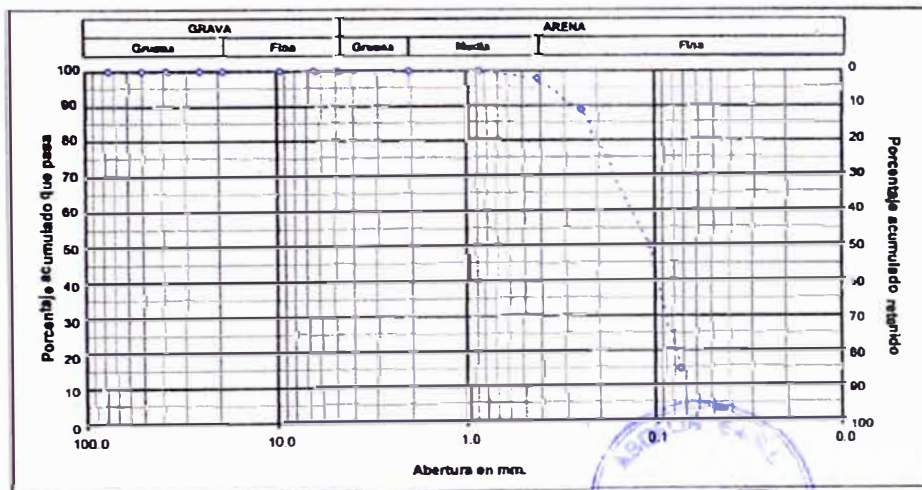 GRAVA ARENA
Gruesa Fina Gruesa Media Fina
100 0
90 10
80 20
70 30
60 40
50 50
40 60
30 70
20 80
10 90
0 100
100.0 10.0 1.0 0.1 0.0
Porcentaje acumulado que pasa
Porcentaje acumulado retenido
Abertura en mm.